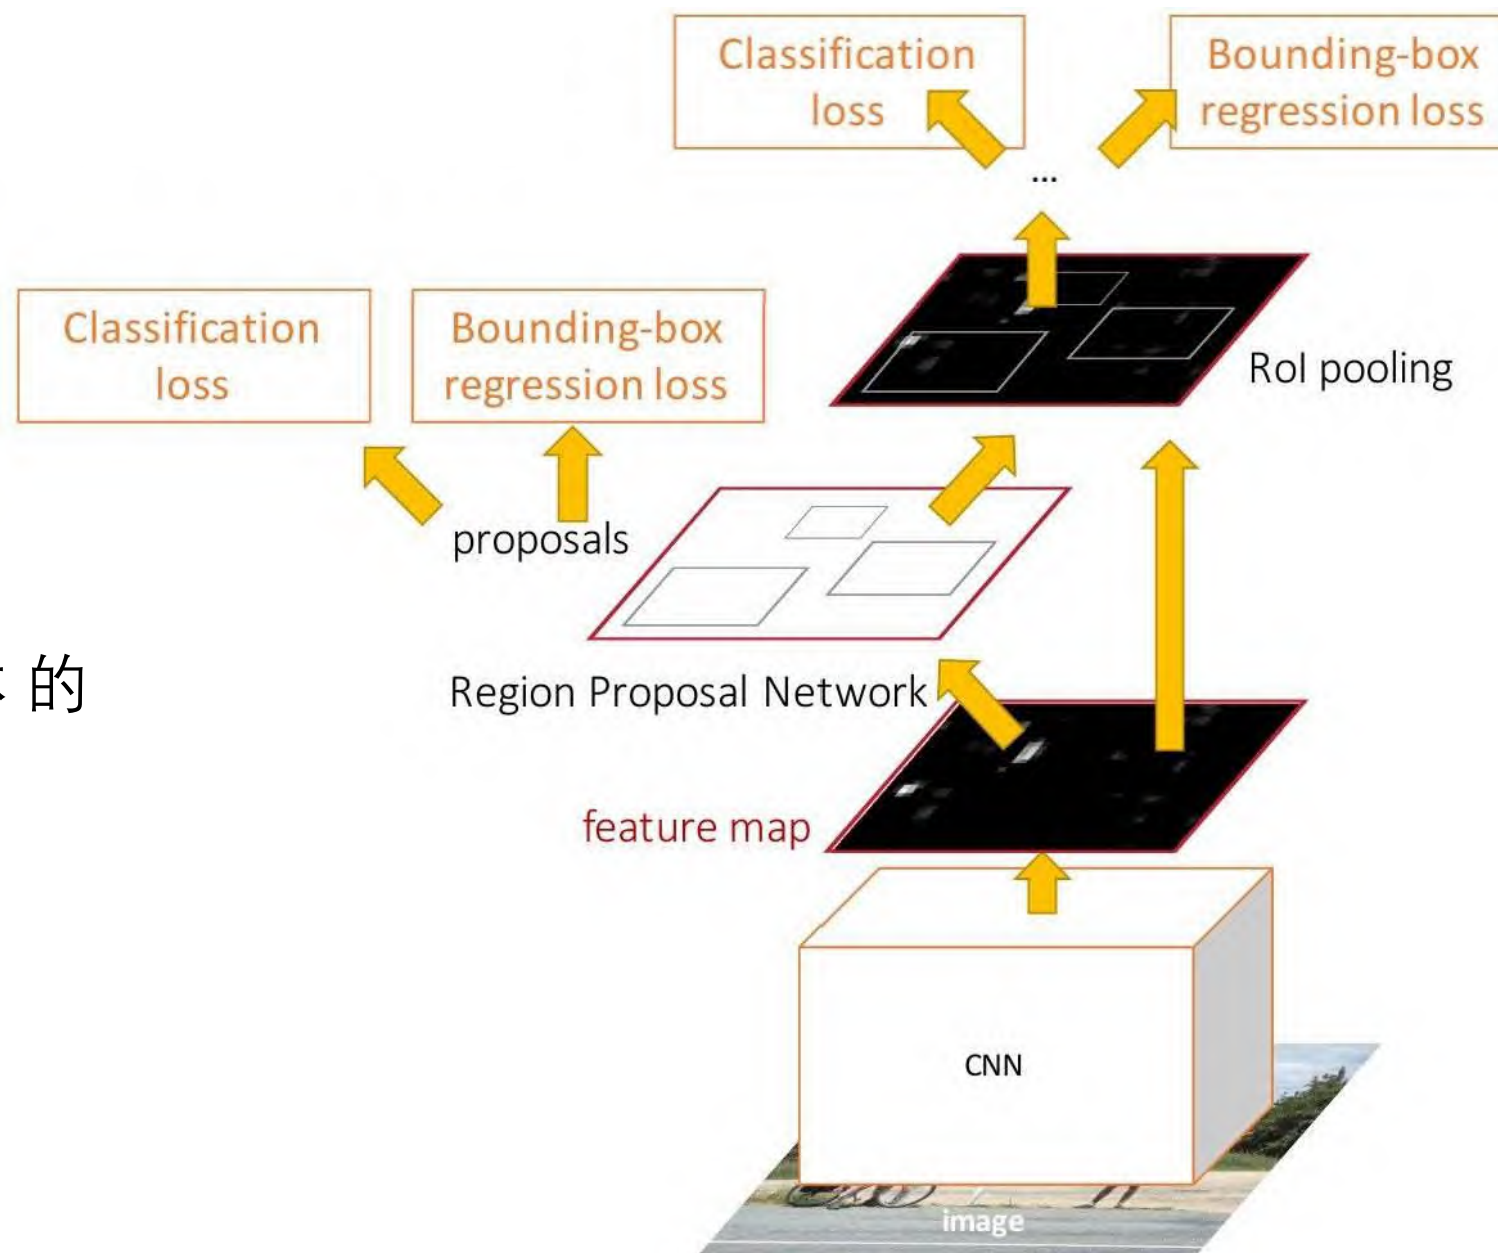 Classification
loss
Bounding-box
regression loss
...
Classification
loss
Bounding-box
regression loss
RoI pooling
proposals
的
Region Proposal Network
feature map
CNN
image